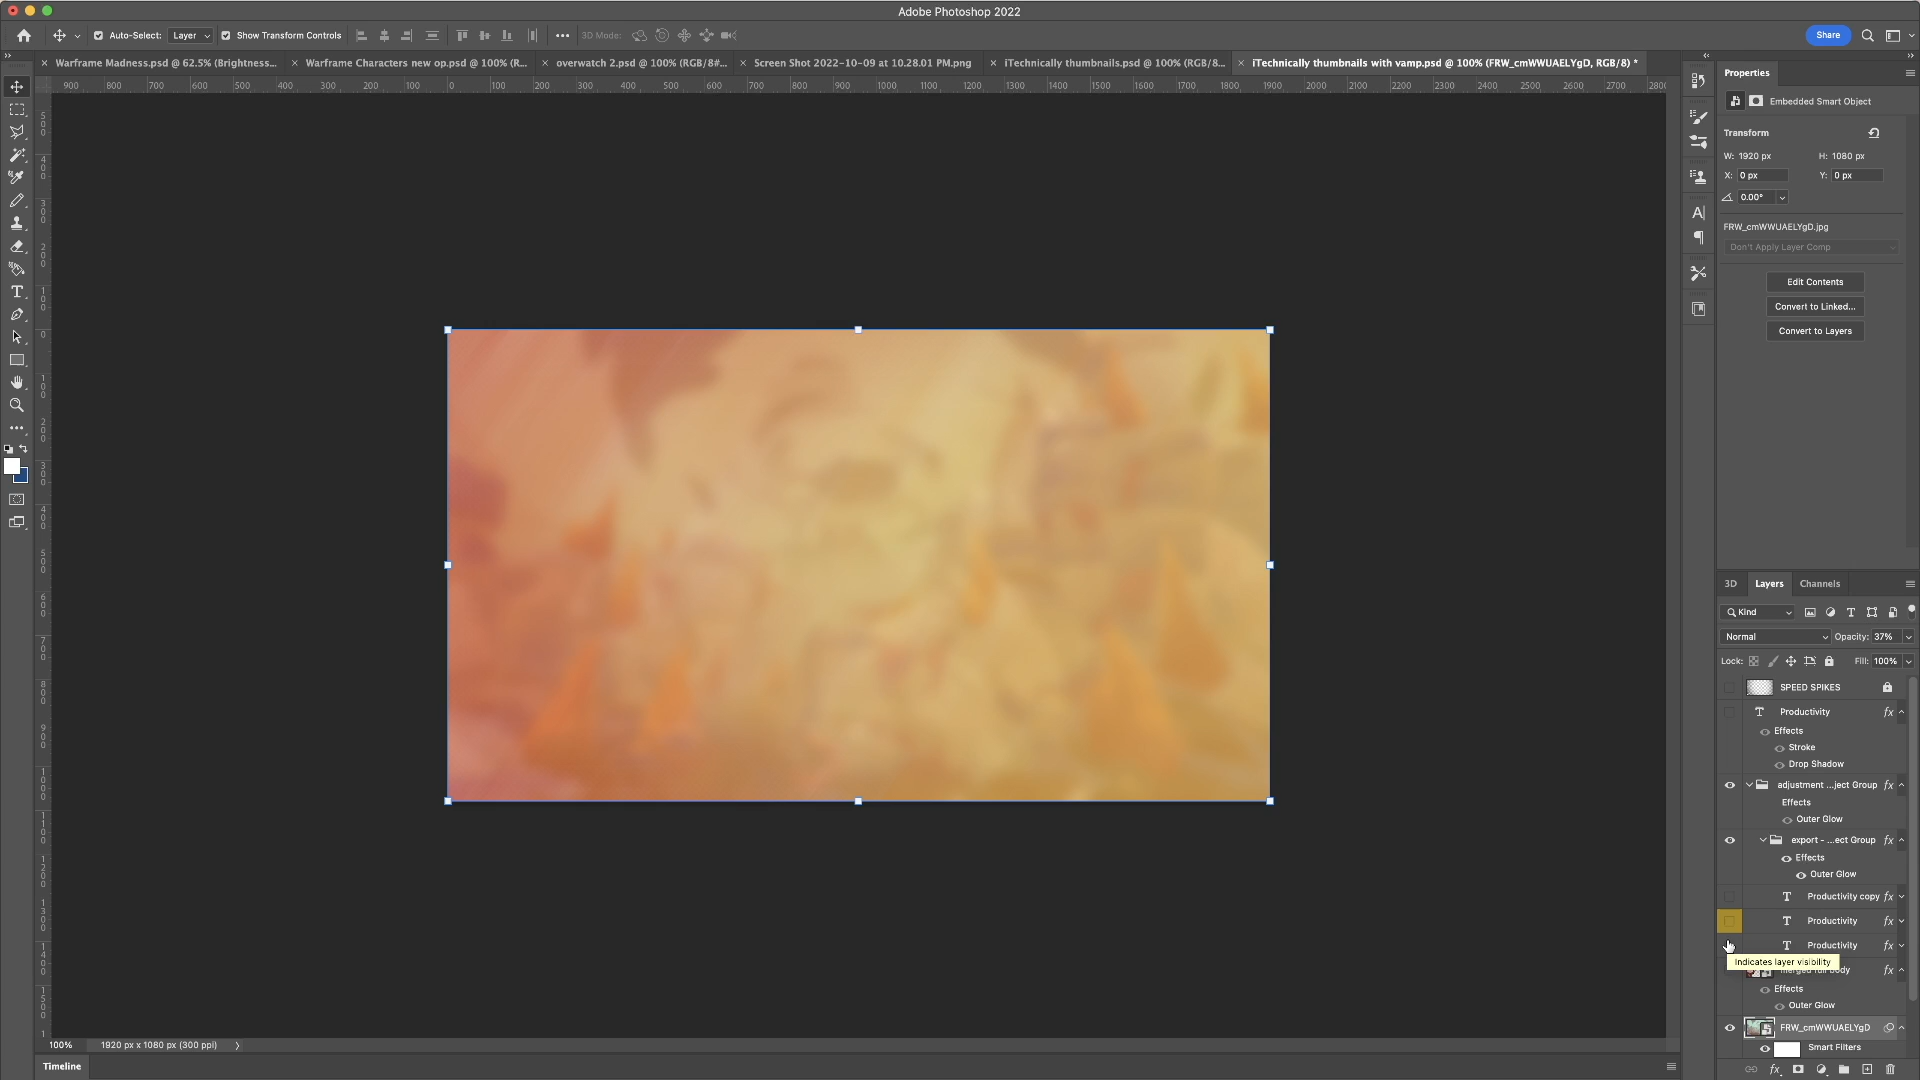 Adobe Photoshop 2022
Auto-Select: Layer Show Transform Controls 3D Mode: Share
Warframe Madness.psd @ 62.5% (Brightness... Warframe Characters new op.psd @ 100% (R... overwatch 2.psd @ 100% (RGB/8#... Screen Shot 2022-10-09 at 10.28.01 PM.png iTechnically thumbnails.psd @ 100% (RGB/8... iTechnically thumbnails with vamp.psd @ 100% (FRW_cmWWUAELYgD, RGB/8) *
900 800 700 600 500 400 300 200 100 0 100 200 300 400 500 600 700 800 900 1000 1100 1200 1300 1400 1500 1600 1700 1800 1900 2000 2100 2200 2300 2400 2500 2600 2700 2800
Properties
Embedded Smart Object
Transform
W: 1920 px H: 1080 px
X: 0 px Y: 0 px
0.00°
FRW_cmWWUAELYgD.jpg
Don't Apply Layer Comp
Edit Contents
Convert to Linked...
Convert to Layers
3D Layers Channels
Kind
Normal Opacity: 37%
Lock: Fill: 100%
SPEED SPIKES
Productivity fx
Effects
Stroke
Drop Shadow
adjustment ...ject Group fx
Effects
Outer Glow
export - ...ect Group fx
Effects
Outer Glow
Productivity copy fx
Productivity fx
Productivity fx
Indicates layer visibility
fx
Effects
Outer Glow
FRW_cmWWUAELYgD
Smart Filters
100% 1920 px x 1080 px (300 ppi)
Timeline